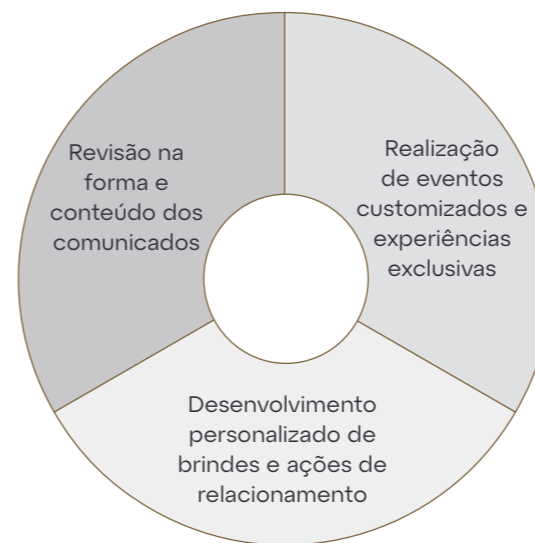 Revisão na
forma e
conteúdo dos
comunicados
Realização
de eventos
customizados e
experiências
exclusivas
Desenvolvimento
personalizado de
brindes e ações de
relacionamento